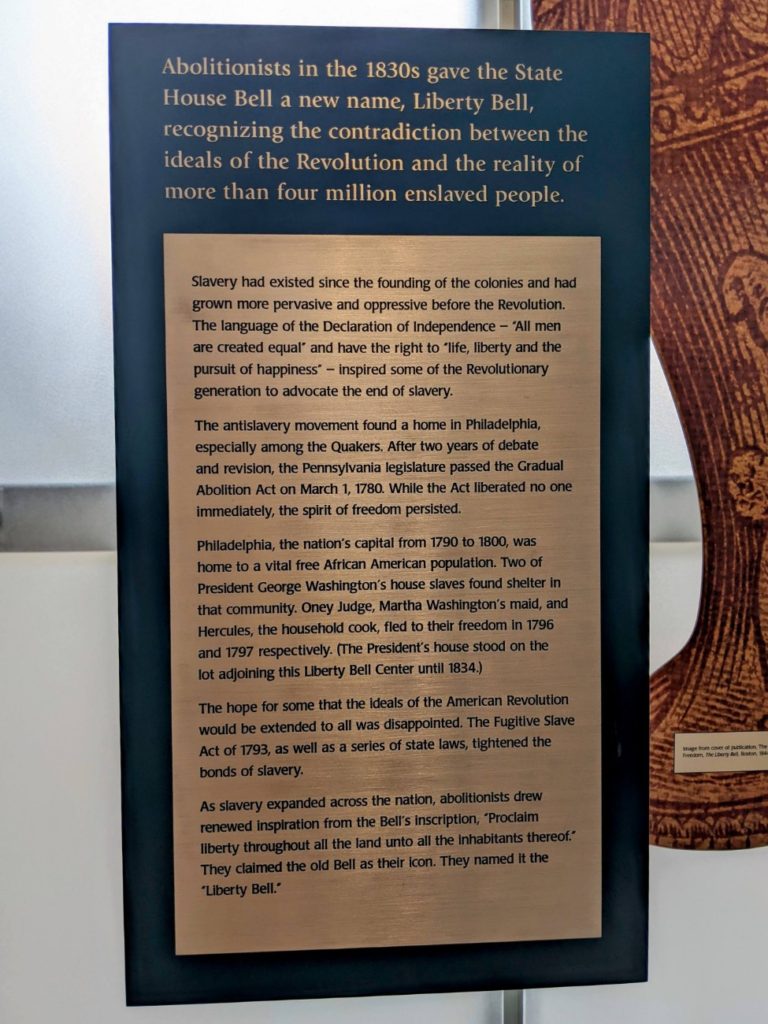 Abolitionists in the 1830s gave the State
House Bell a new name, Liberty Bell,
recognizing the contradiction between the
ideals of the Revolution and the reality of
more than four million enslaved people.
Slavery had existed since the founding of the colonies and had
grown more pervasive and oppressive before the Revolution.
The language of the Declaration of Independence – "All men
are created equal" and have the right to "life, liberty and the
pursuit of happiness" – inspired some of the Revolutionary
generation to advocate the end of slavery.
The antislavery movement found a home in Philadelphia,
especially among the Quakers. After two years of debate
and revision, the Pennsylvania legislature passed the Gradual
Abolition Act on March 1, 1780. While the Act liberated no one
immediately, the spirit of freedom persisted.
Philadelphia, the nation's capital from 1790 to 1800, was
home to a vital free African American population. Two of
President George Washington's house slaves found shelter in
that community. Oney Judge, Martha Washington's maid, and
Hercules, the household cook, fled to their freedom in 1796
and 1797 respectively. (The President's house stood on the
lot adjoining this Liberty Bell Center until 1834.)
The hope for some that the ideals of the American Revolution
would be extended to all was disappointed. The Fugitive Slave
Act of 1793, as well as a series of state laws, tightened the
bonds of slavery.
As slavery expanded across the nation, abolitionists drew
renewed inspiration from the Bell's inscription, "Proclaim
liberty throughout all the land unto all the inhabitants thereof."
They claimed the old Bell as their icon. They named it the
"Liberty Bell."
Image from cover of publication, The
Freedom, The Liberty Bell, Boston,